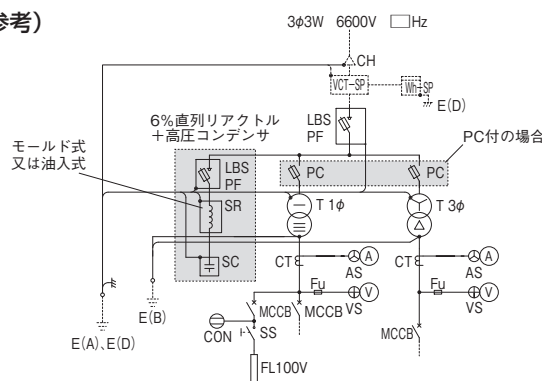 参考)
3φ3W 6600V □Hz
CH
VCT-SP
Wh-SP
E(D)
6%直列リアクトル
+高圧コンデンサ
LBS
PF
PC付の場合
モールド式
又は油入式
LBS
PF
PC
PC
SR
T 1φ
T 3φ
SC
CT
A
AS
CT
A
AS
Fu
V
VS
Fu
V
VS
E(B)
MCCB
MCCB
E(A)、E(D)
CON
SS
MCCB
FL100V